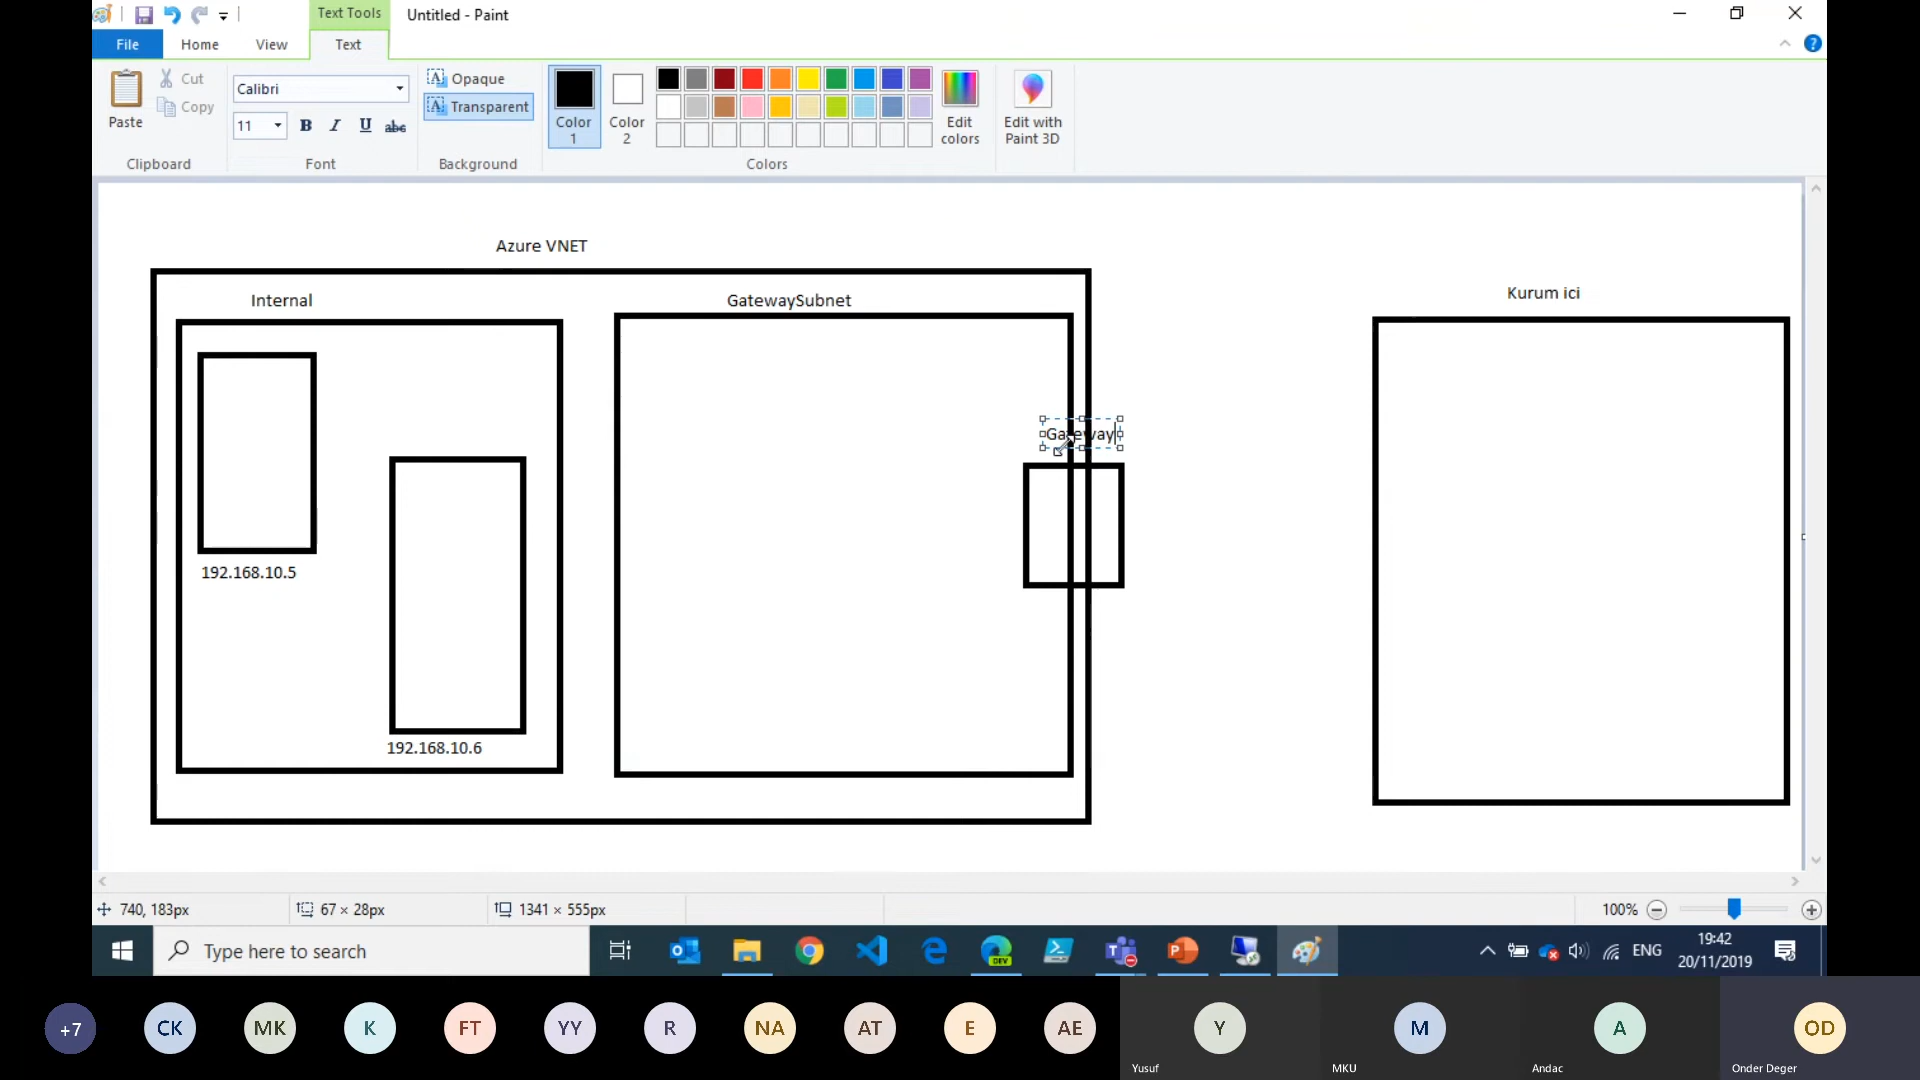 Text Tools
Untitled - Paint
File
Home
View
Text
Paste
Cut
Copy
Clipboard
Calibri
11
B I U abc
Font
Opaque
Transparent
Background
Color
1
Color
2
Colors
Edit
colors
Edit with
Paint 3D
Azure VNET
Internal
GatewaySubnet
Kurum ici
Gateway
192.168.10.5
192.168.10.6
740, 183px
67 × 28px
1341 × 555px
100%
Type here to search
DEV
ENG
19:42
20/11/2019
+7
CK
MK
K
FT
YY
R
NA
AT
E
AE
Y
Yusuf
M
MKU
A
Andac
OD
Onder Deger